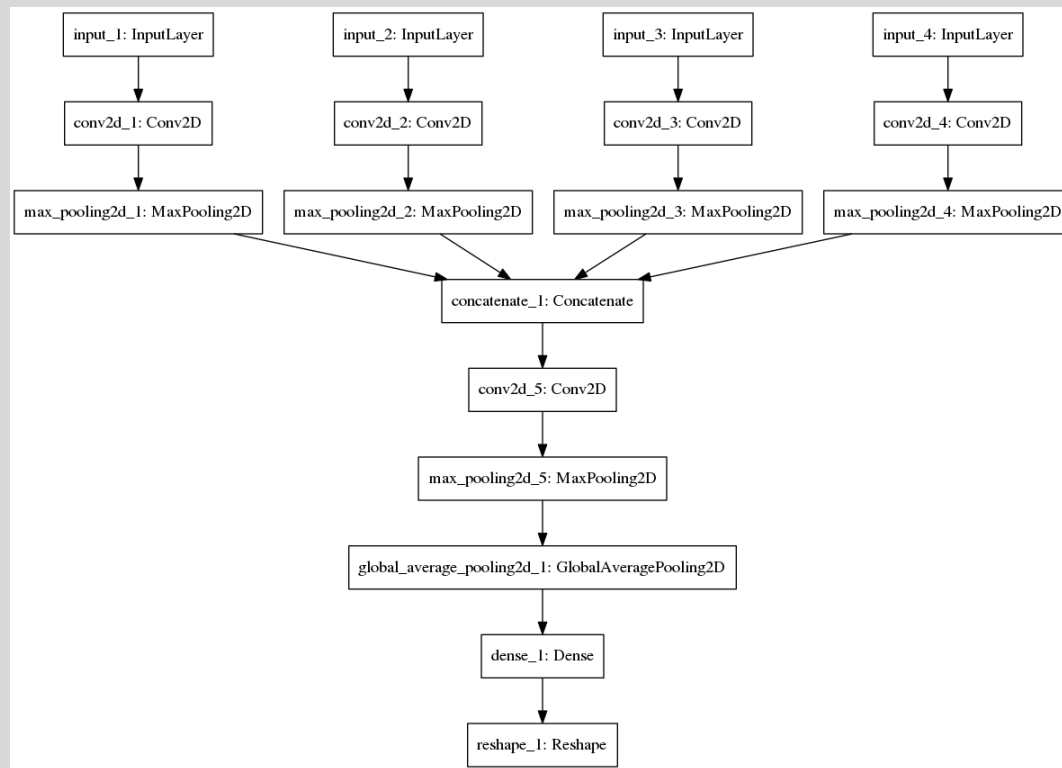 input_1: InputLayer
input_2: InputLayer
input_3: InputLayer
input_4: InputLayer
conv2d_1: Conv2D
conv2d_2: Conv2D
conv2d_3: Conv2D
conv2d_4: Conv2D
max_pooling2d_1: MaxPooling2D
max_pooling2d_2: MaxPooling2D
max_pooling2d_3: MaxPooling2D
max_pooling2d_4: MaxPooling2D
concatenate_1: Concatenate
conv2d_5: Conv2D
max_pooling2d_5: MaxPooling2D
global_average_pooling2d_1: GlobalAveragePooling2D
dense_1: Dense
reshape_1: Reshape